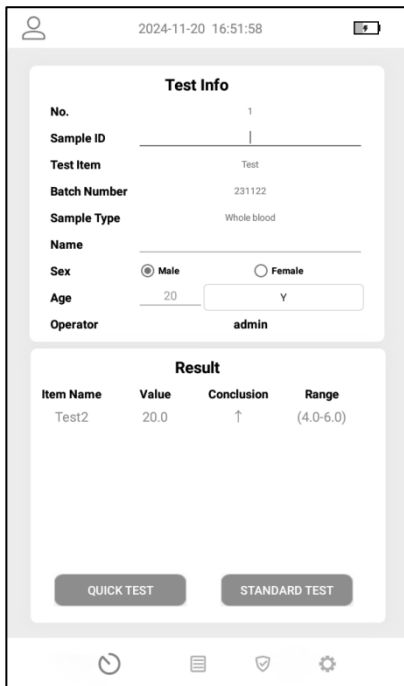 2024-11-20 16:51:58
Test Info
No. 1
Sample ID
Test Item Test
Batch Number 231122
Sample Type Whole blood
Name
Sex Male Female
Age 20 Y
Operator admin
Result
Item Name Value Conclusion Range
Test2 20.0 ↑ (4.0-6.0)
QUICK TEST STANDARD TEST